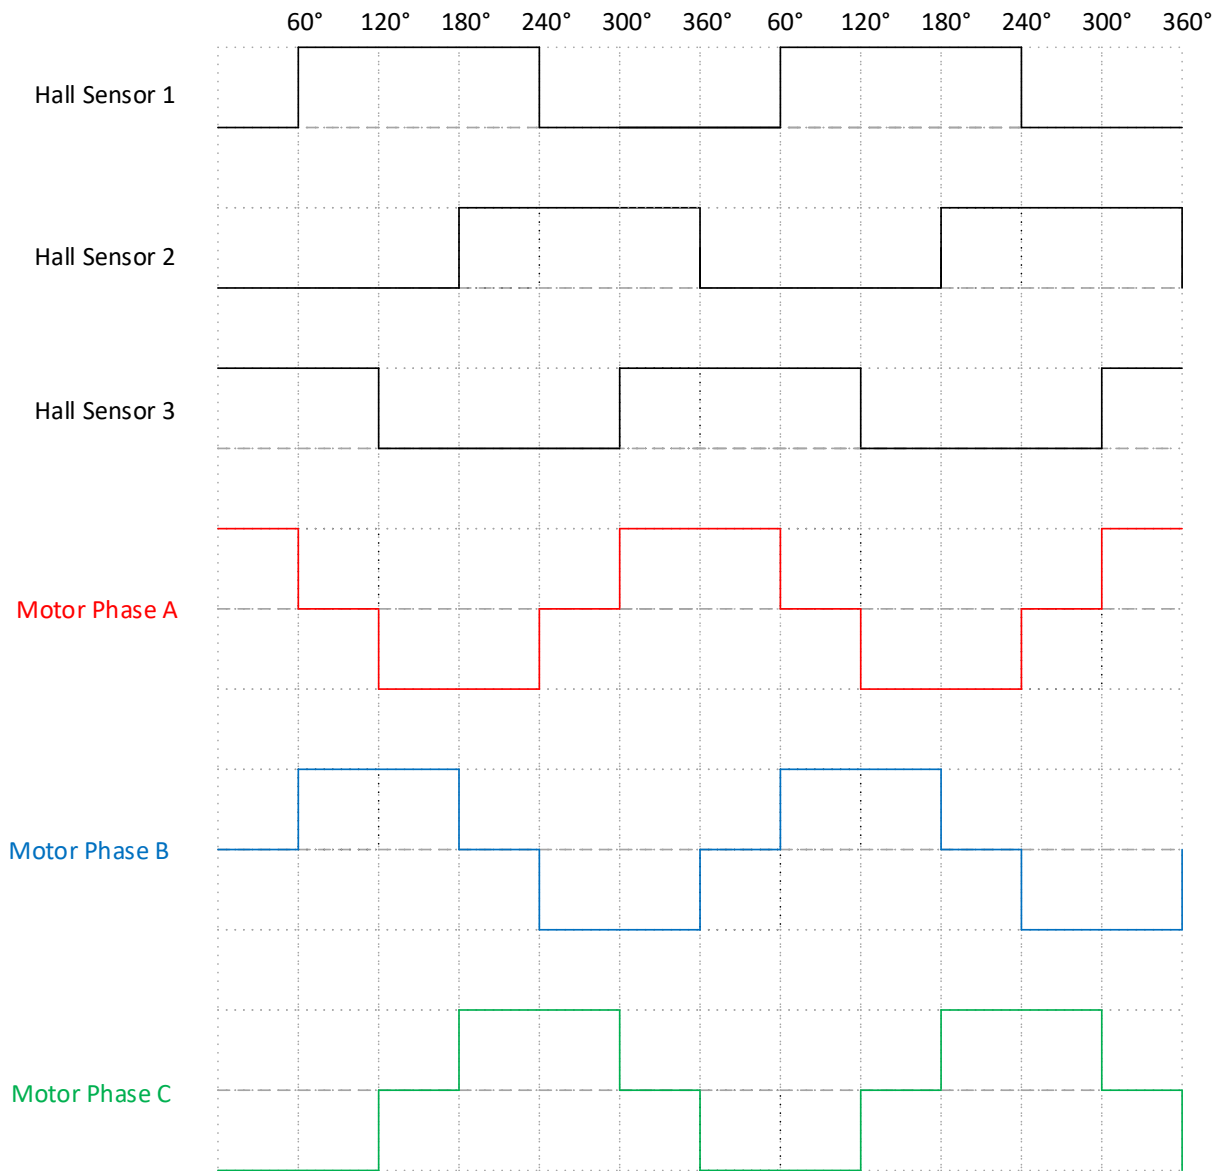 60° 120° 180° 240° 300° 360° 60° 120° 180° 240° 300° 360°
Hall Sensor 1
Hall Sensor 2
Hall Sensor 3
Motor Phase A
Motor Phase B
Motor Phase C